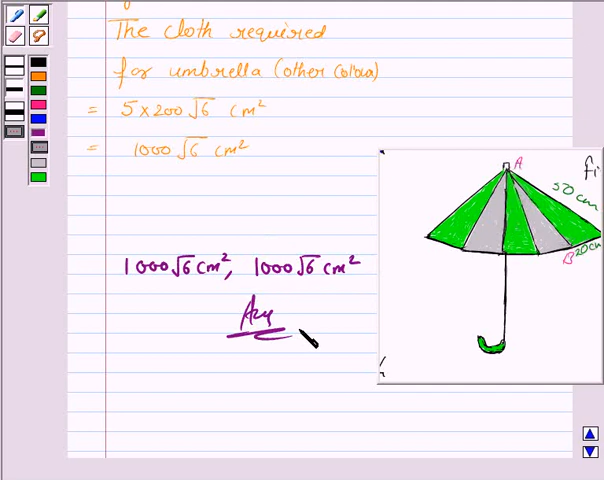 The cloth required
for umbrella (other colour)
= 5 × 200 √6 cm²
= 1000 √6 cm²
1000 √6 cm², 1000 √6 cm²
Ans
A
fi
50 cm
B
20 cm